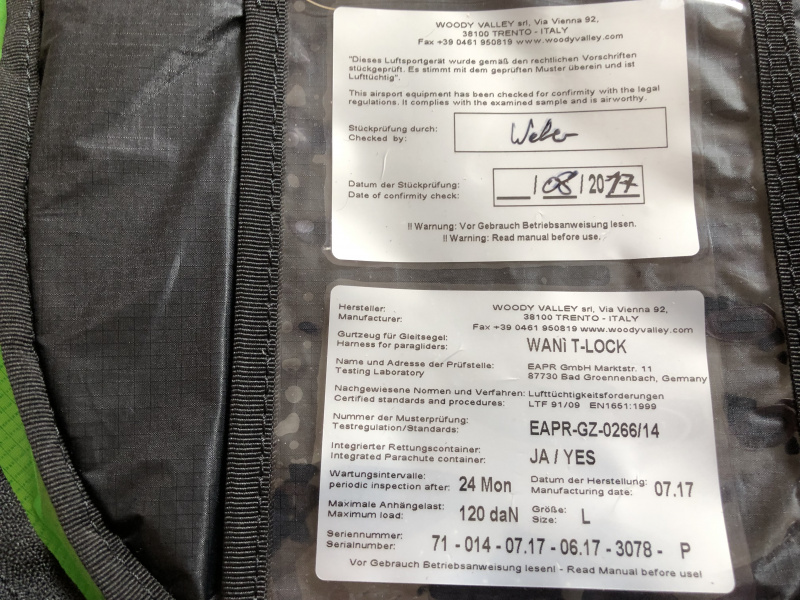 WOODY VALLEY srl, Via Vienna 92,
38100 TRENTO - ITALY
Fax +39 0461 950819 www.woodyvalley.com
"Dieses Luftsportgerät wurde gemäß den rechtlichen Vorschriften
stückgeprüft. Es stimmt mit dem geprüften Muster überein und ist
Lufttüchtig".
This airsport equipment has been checked for confirmity with the legal
regulations. It complies with the examined sample and is airworthy.
Stückprüfung durch:
Checked by:
Weber
Datum der Stückprüfung:
Date of confirmity check:
__/08/2017
!! Warnung: Vor Gebrauch Betriebsanweisung lesen.
!! Warning: Read manual before use.
Hersteller:
Manufacturer:
WOODY VALLEY srl, Via Vienna 92,
38100 TRENTO - ITALY
Fax +39 0461 950819 www.woodyvalley.com
Gurtzeug für Gleitsegel:
Harness for paragliders:
WANì T-LOCK
Name und Adresse der Prüfstelle:
Testing Laboratory
EAPR GmbH Marktstr. 11
87730 Bad Groennenbach, Germany
Nachgewiesene Normen und Verfahren:
Certified standards and procedures:
Lufttüchtigkeitsforderungen
LTF 91/09 EN1651:1999
Nummer der Musterprüfung:
Testregulation/Standards:
EAPR-GZ-0266/14
Integrierter Rettungscontainer:
Integrated Parachute container:
JA / YES
Wartungsintervalle:
periodic inspection after:
24 Mon
Datum der Herstellung:
Manufacturing date:
07.17
Maximale Anhängelast:
Maximum load:
120 daN
Größe:
Size:
L
Seriennummer:
Serialnumber:
71 - 014 - 07.17 - 06.17 - 3078 - P
Vor Gebrauch Betriebsanweisung lesen! - Read Manual before use!